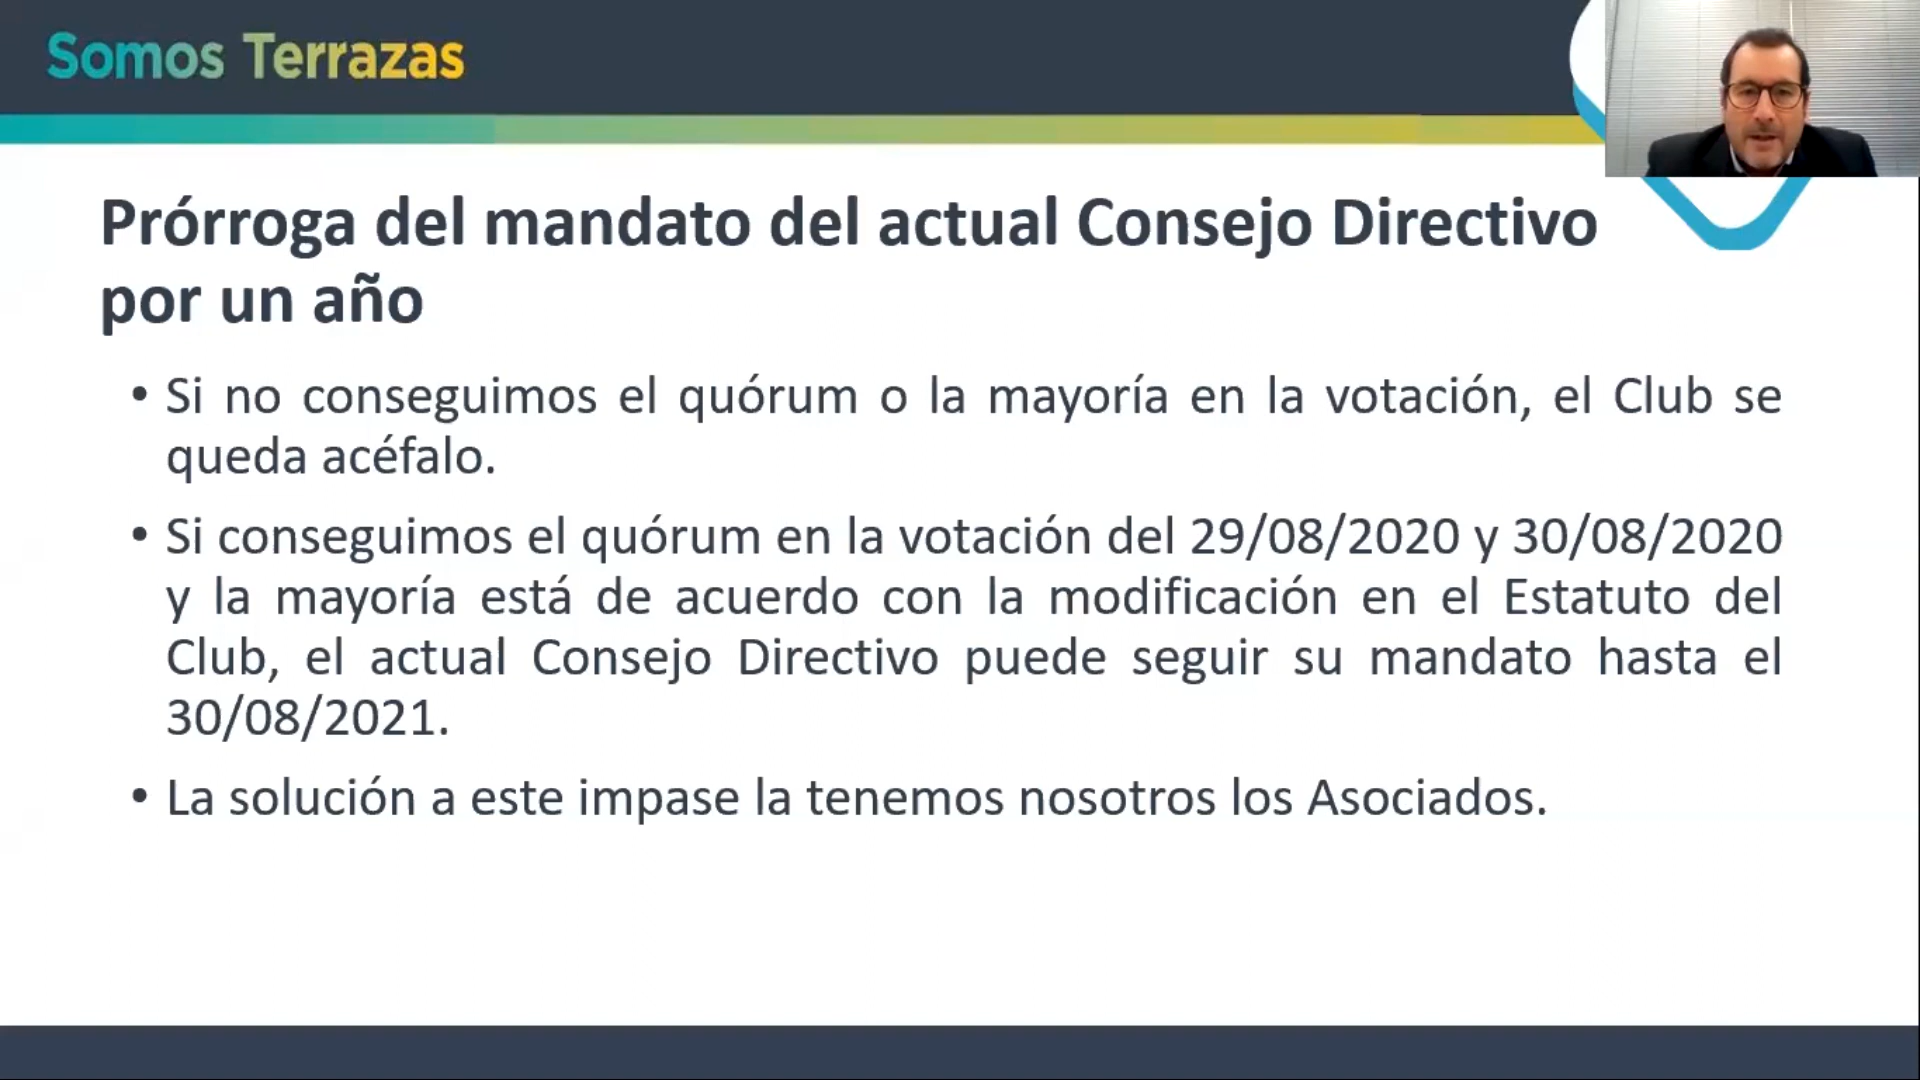 Somos Terrazas
Prórroga del mandato del actual Consejo Directivo
por un año
• Si no conseguimos el quórum o la mayoría en la votación, el Club se
queda acéfalo.
• Si conseguimos el quórum en la votación del 29/08/2020 y 30/08/2020
y la mayoría está de acuerdo con la modificación en el Estatuto del
Club, el actual Consejo Directivo puede seguir su mandato hasta el
30/08/2021.
• La solución a este impase la tenemos nosotros los Asociados.